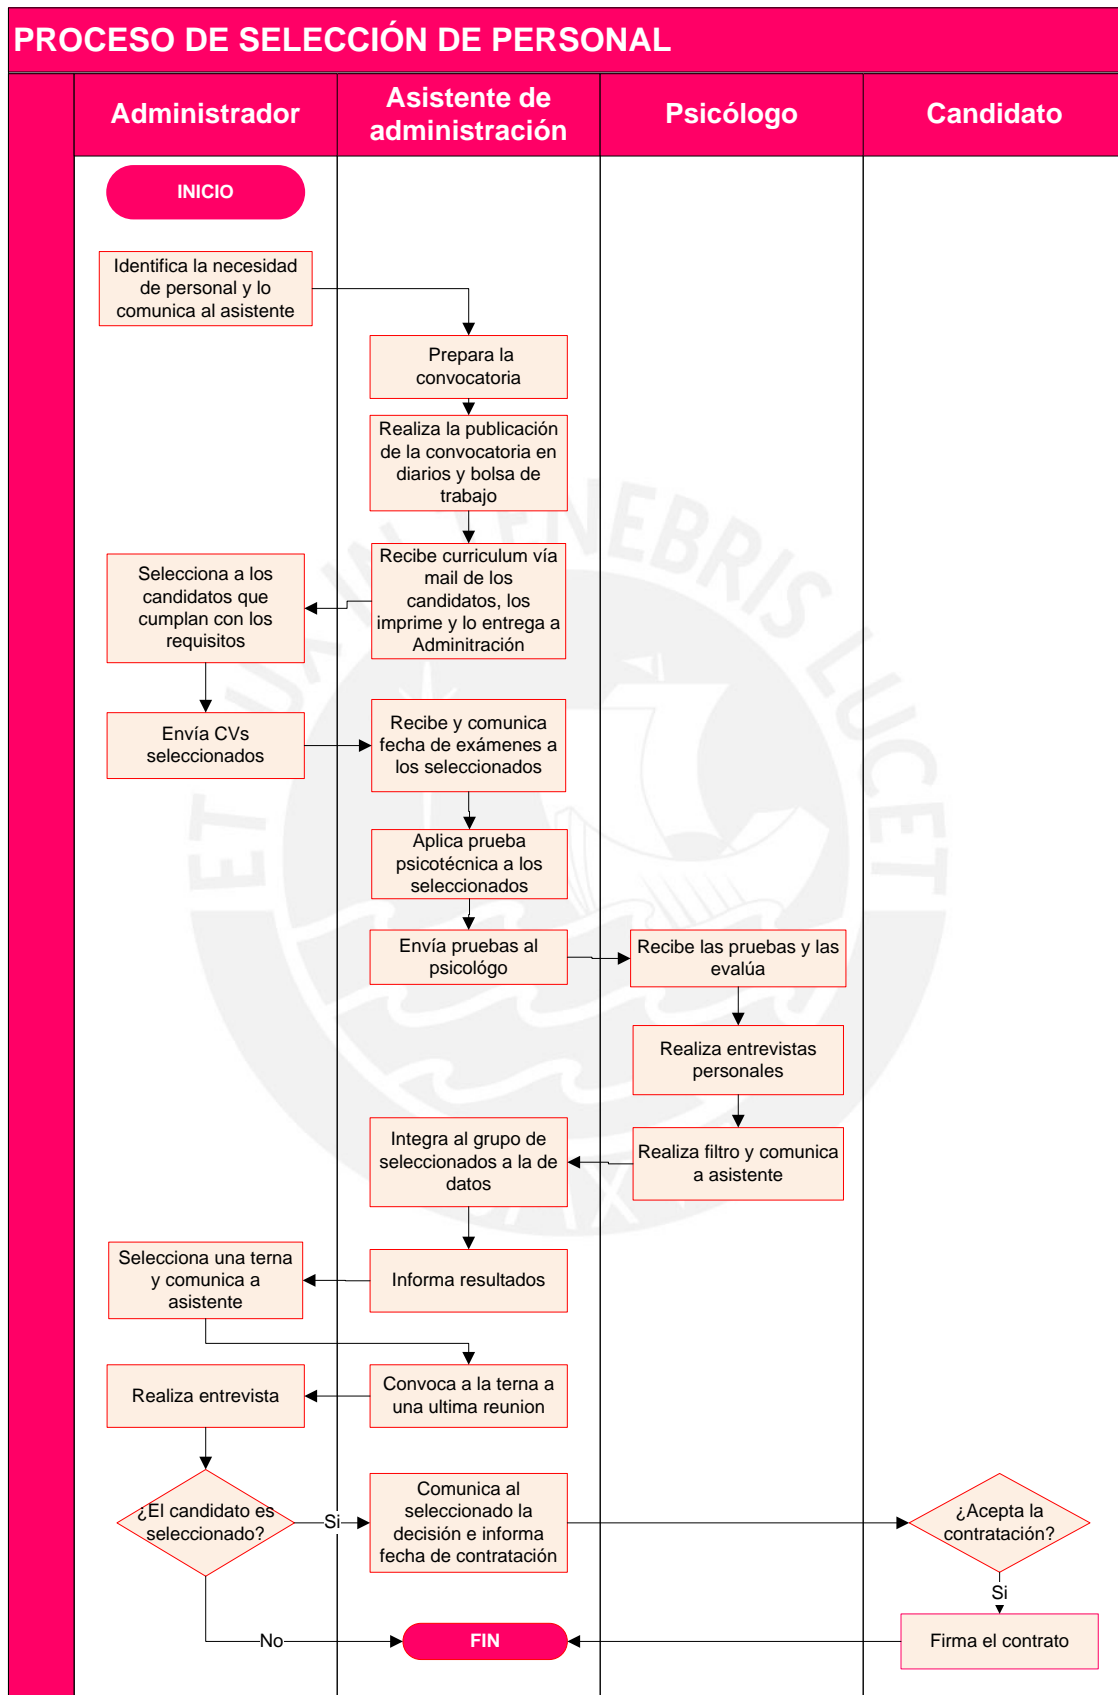 PROCESO DE SELECCIÓN DE PERSONAL
Administrador
Asistente de
administración
Psicólogo
Candidato
INICIO
Identifica la necesidad
de personal y lo
comunica al asistente
Prepara la
convocatoria
Realiza la publicación
de la convocatoria en
diarios y bolsa de
trabajo
Recibe curriculum vía
mail de los
candidatos, los
imprime y lo entrega a
Adminitración
Selecciona a los
candidatos que
cumplan con los
requisitos
Envía CVs
seleccionados
Recibe y comunica
fecha de exámenes a
los seleccionados
Aplica prueba
psicotécnica a los
seleccionados
Envía pruebas al
psicológo
Recibe las pruebas y las
evalúa
Realiza entrevistas
personales
Realiza filtro y comunica
a asistente
Integra al grupo de
seleccionados a la de
datos
Informa resultados
Selecciona una terna
y comunica a
asistente
Convoca a la terna a
una ultima reunion
Realiza entrevista
¿El candidato es
seleccionado?
Si
Comunica al
seleccionado la
decisión e informa
fecha de contratación
¿Acepta la
contratación?
Si
Firma el contrato
No
FIN
ET LUX IN TENEBRIS LUCET